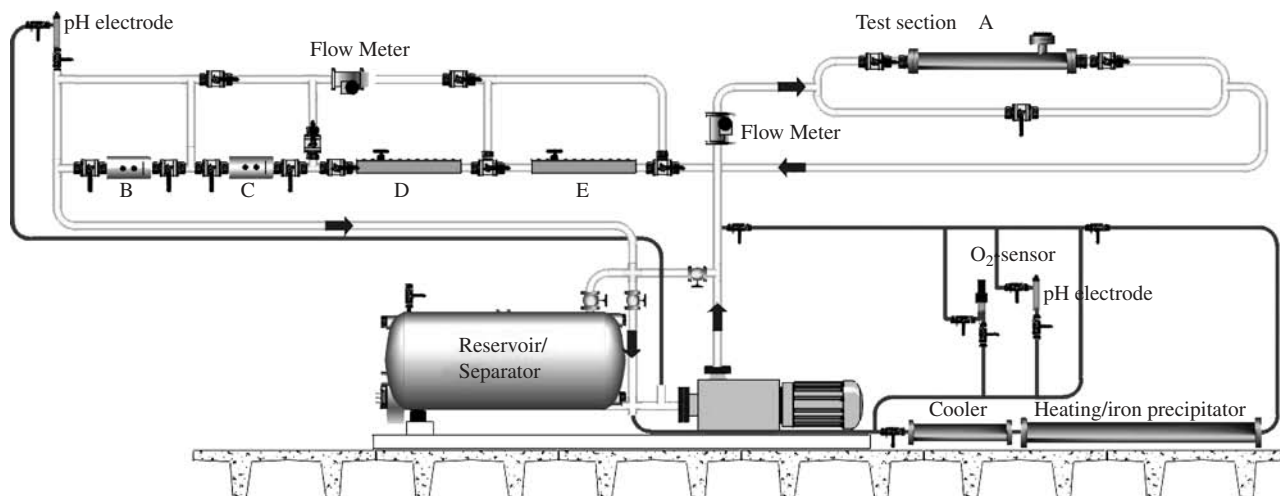 pH electrode
Flow Meter
Test section A
Flow Meter
B
C
D
E
O₂-sensor
pH electrode
Reservoir/
Separator
Cooler
Heating/iron precipitator